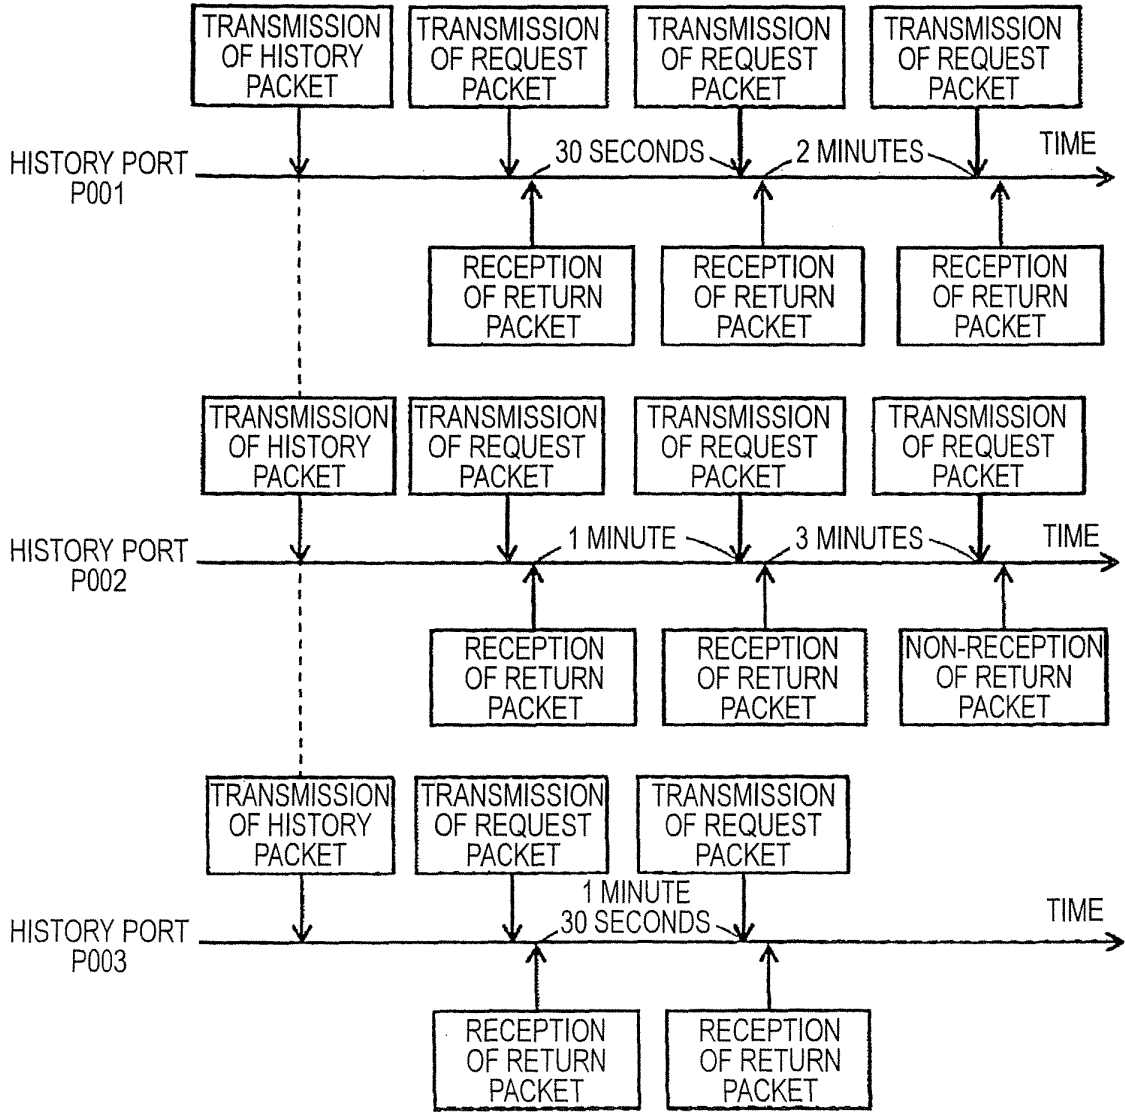 TRANSMISSION
OF HISTORY
PACKET
TRANSMISSION
OF REQUEST
PACKET
TRANSMISSION
OF REQUEST
PACKET
TRANSMISSION
OF REQUEST
PACKET
HISTORY PORT
P001
30 SECONDS
2 MINUTES
TIME
RECEPTION
OF RETURN
PACKET
RECEPTION
OF RETURN
PACKET
RECEPTION
OF RETURN
PACKET
TRANSMISSION
OF HISTORY
PACKET
TRANSMISSION
OF REQUEST
PACKET
TRANSMISSION
OF REQUEST
PACKET
TRANSMISSION
OF REQUEST
PACKET
HISTORY PORT
P002
1 MINUTE
3 MINUTES
TIME
RECEPTION
OF RETURN
PACKET
RECEPTION
OF RETURN
PACKET
NON-RECEPTION
OF RETURN
PACKET
TRANSMISSION
OF HISTORY
PACKET
TRANSMISSION
OF REQUEST
PACKET
TRANSMISSION
OF REQUEST
PACKET
HISTORY PORT
P003
1 MINUTE
30 SECONDS
TIME
RECEPTION
OF RETURN
PACKET
RECEPTION
OF RETURN
PACKET